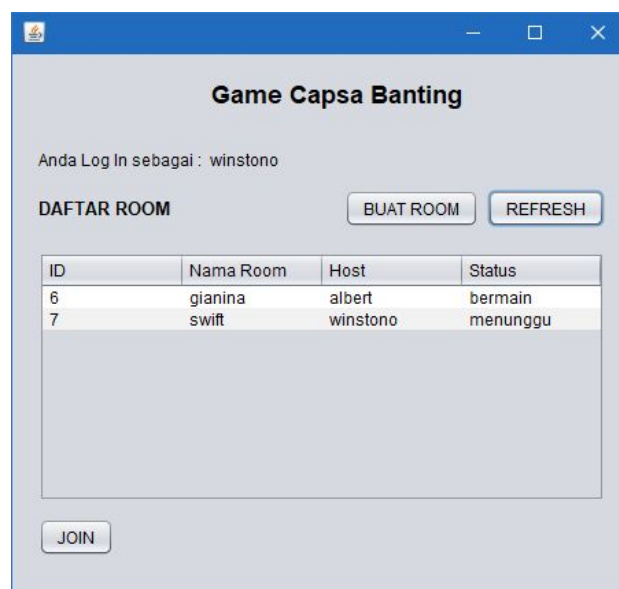 Game Capsa Banting
Anda Log In sebagai : winstono
DAFTAR ROOM BUAT ROOM REFRESH
ID Nama Room Host Status
6 gianina albert bermain
7 swift winstono menunggu
JOIN